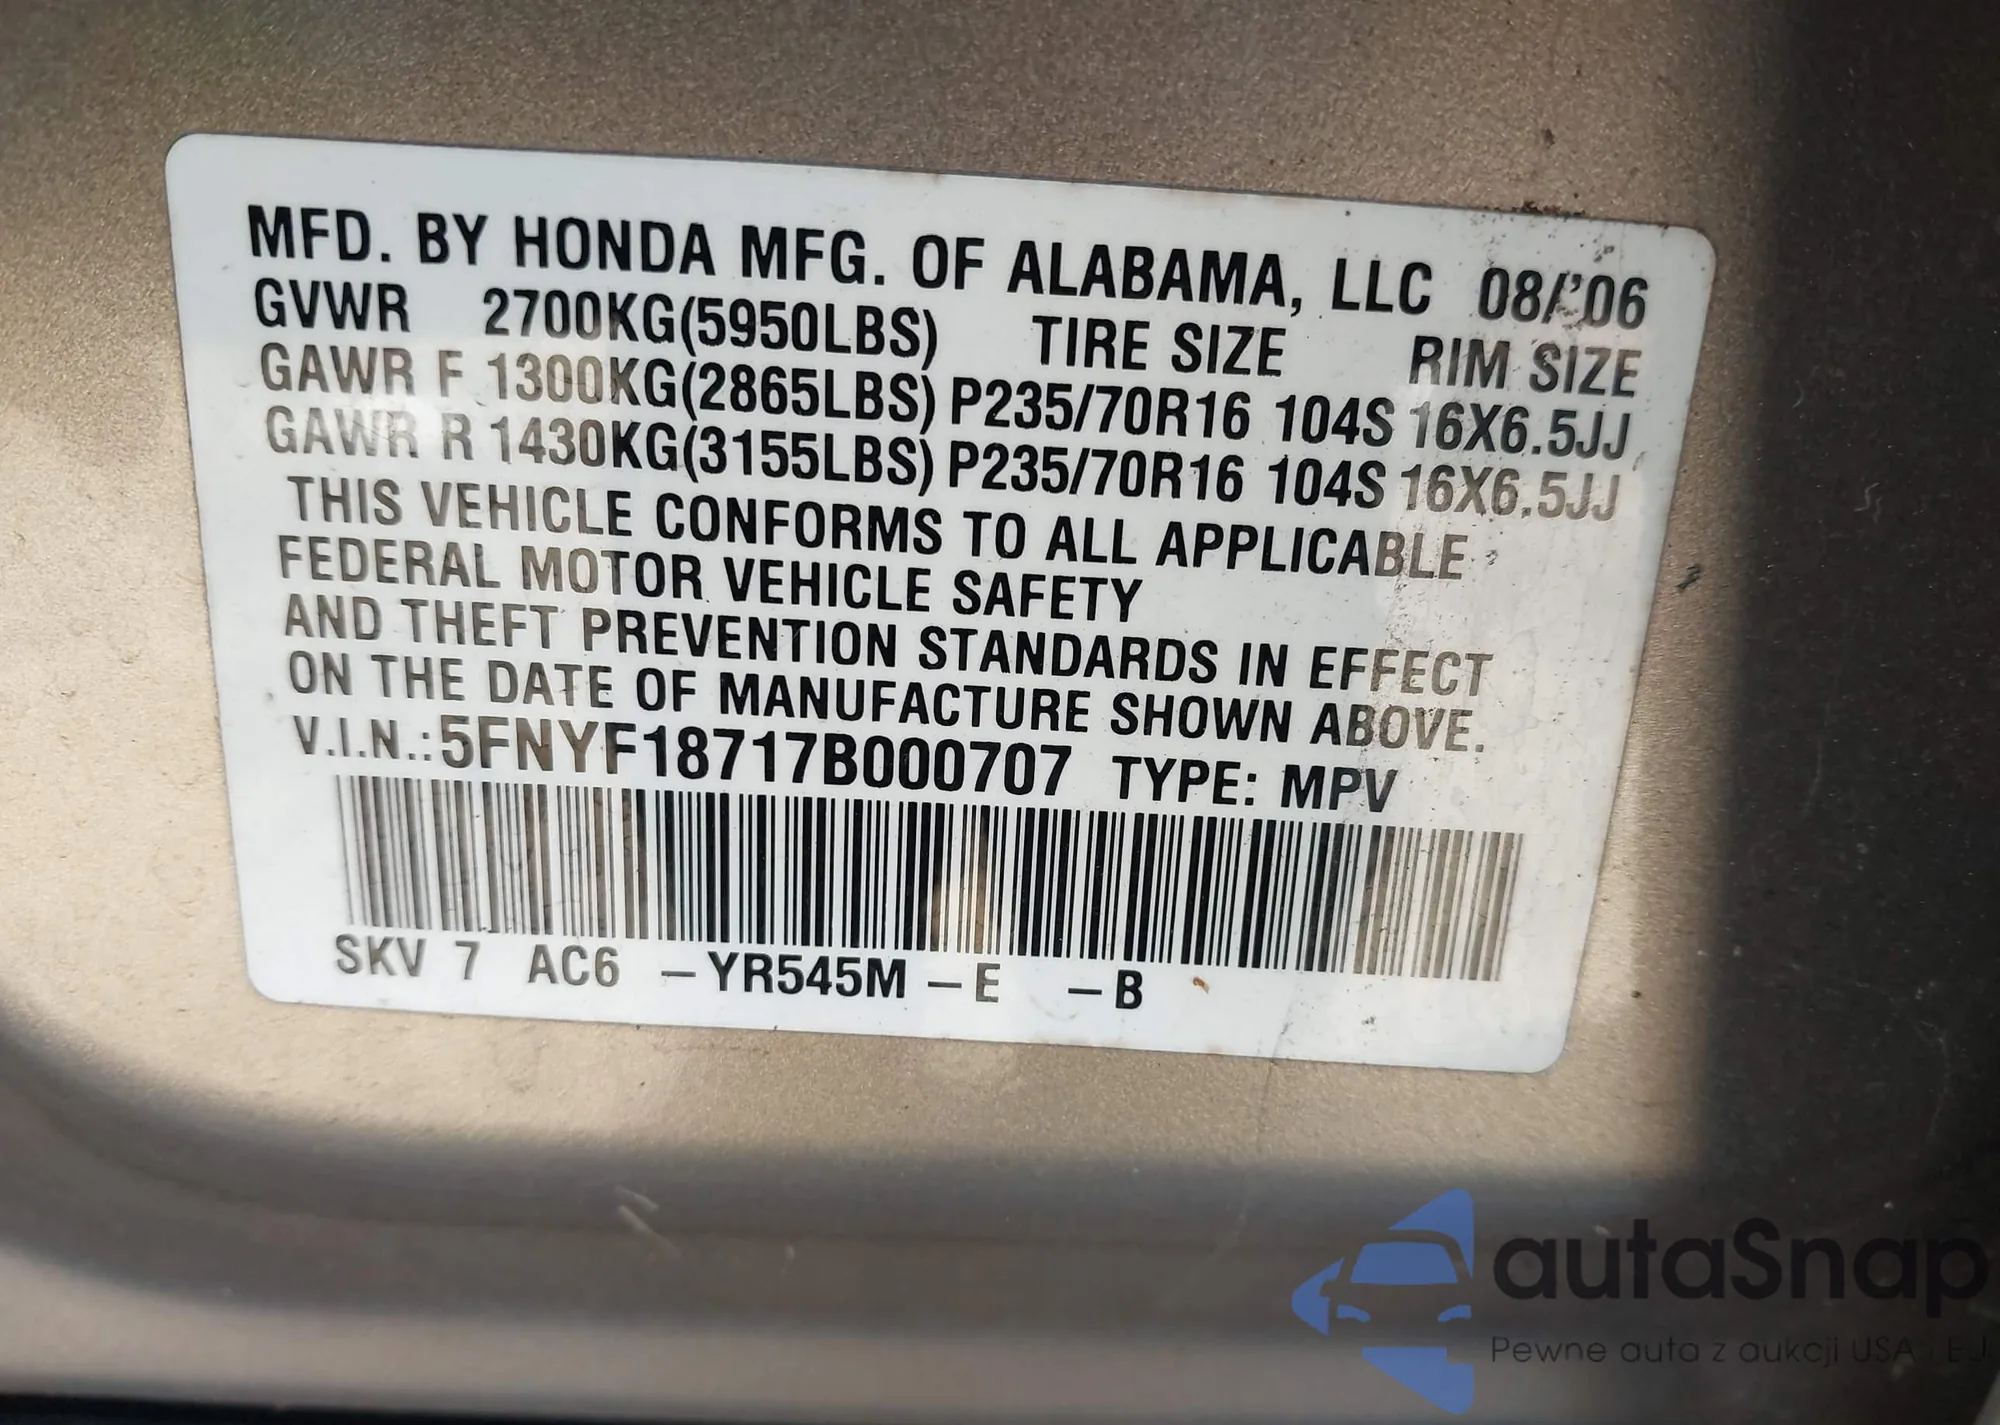 MFD. BY HONDA MFG. OF ALABAMA, LLC 08/'06
GVWR 2700KG(5950LBS) TIRE SIZE RIM SIZE
GAWR F 1300KG(2865LBS) P235/70R16 104S 16X6.5JJ
GAWR R 1430KG(3155LBS) P235/70R16 104S 16X6.5JJ
THIS VEHICLE CONFORMS TO ALL APPLICABLE
FEDERAL MOTOR VEHICLE SAFETY
AND THEFT PREVENTION STANDARDS IN EFFECT
ON THE DATE OF MANUFACTURE SHOWN ABOVE.
V.I.N.:5FNYF18717B000707 TYPE: MPV
SKV 7 AC6 –YR545M –E –B
autaSnap
Pewne auta z aukcji USA i EU